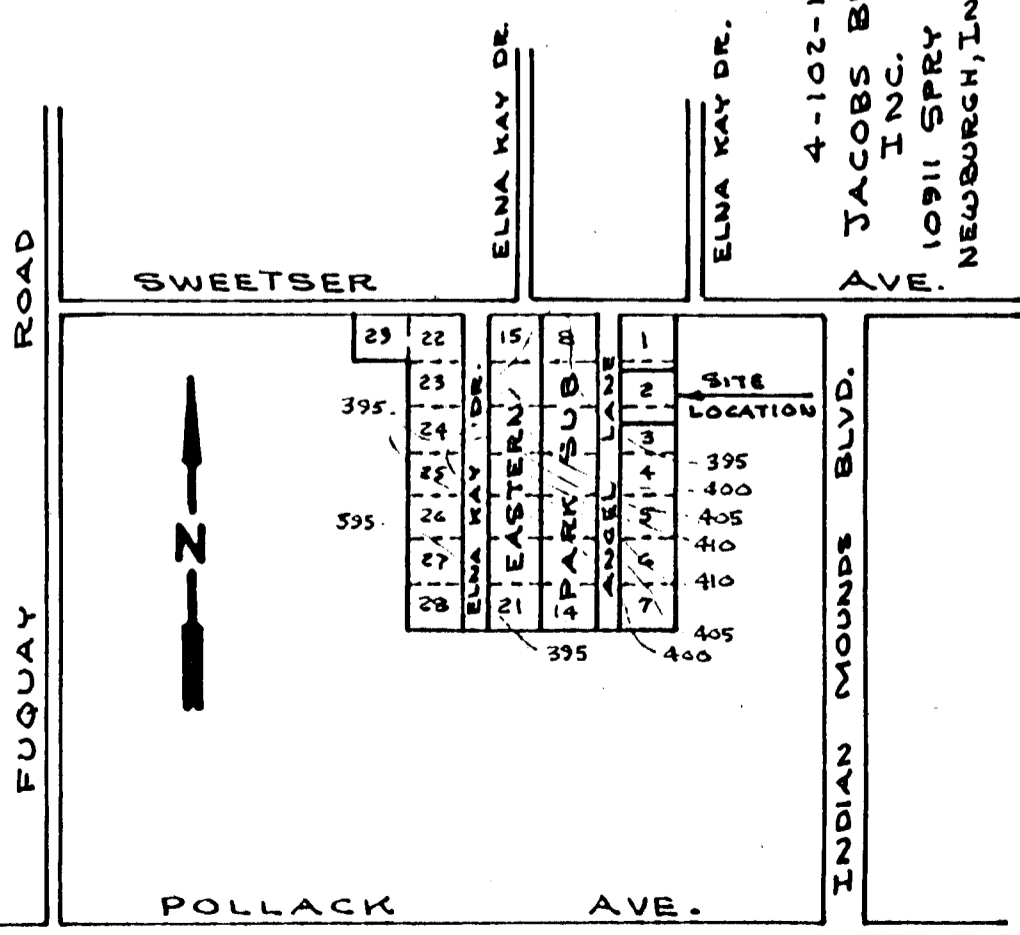 4-102-1
JACOBS B
INC.
10911 SPRY
NEWBURGH, IN
ELNA KAY DR.
ELNA KAY DR.
SWEETSER AVE.
FUQUAY ROAD
29 22 15 8 1
23 2
SITE
LOCATION
395.
24 3
25 4
26 5
595.
27 6
28 21 14 7
ELNA KAY DR.
EASTERN
PARK SUB
ANGEL LANE
395
400
405
410
410
405
400
395
N
INDIAN MOUNDS BLVD.
POLLACK AVE.